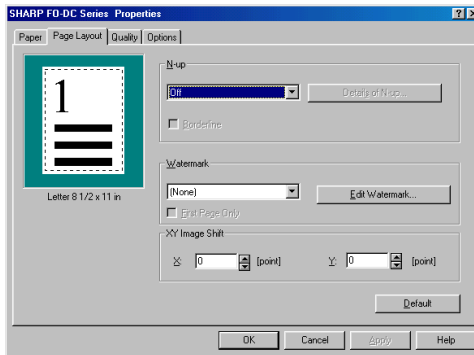 SHARP FO-DC Series Properties
Paper Page Layout Quality Options
1
Letter 8 1/2 x 11 in
N-up
Off
Details of N-up...
Borderline
Watermark
(None)
Edit Watermark...
First Page Only
XY Image Shift
X: 0 [point] Y: 0 [point]
Default
OK Cancel Apply Help